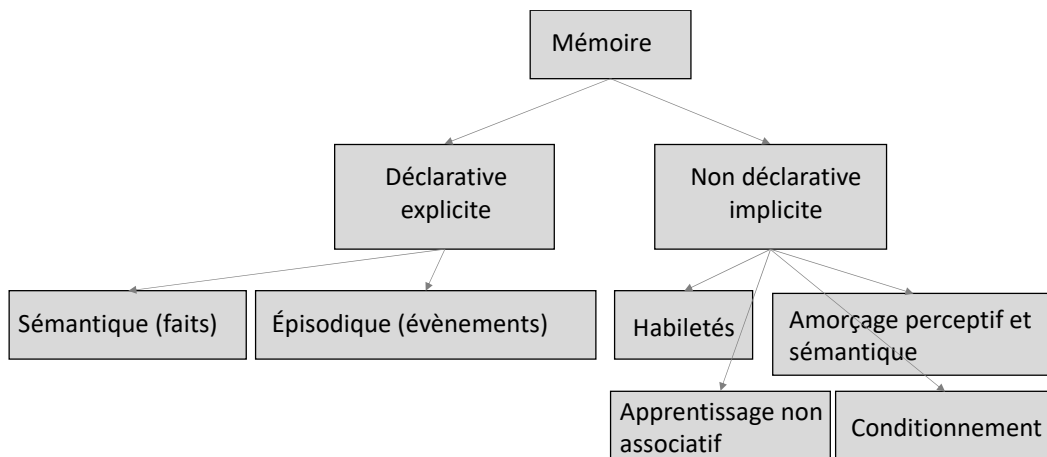 Mémoire
Déclarative
explicite
Non déclarative
implicite
Sémantique (faits)
Épisodique (évènements)
Habiletés
Amorçage perceptif et
sémantique
Apprentissage non
associatif
Conditionnement